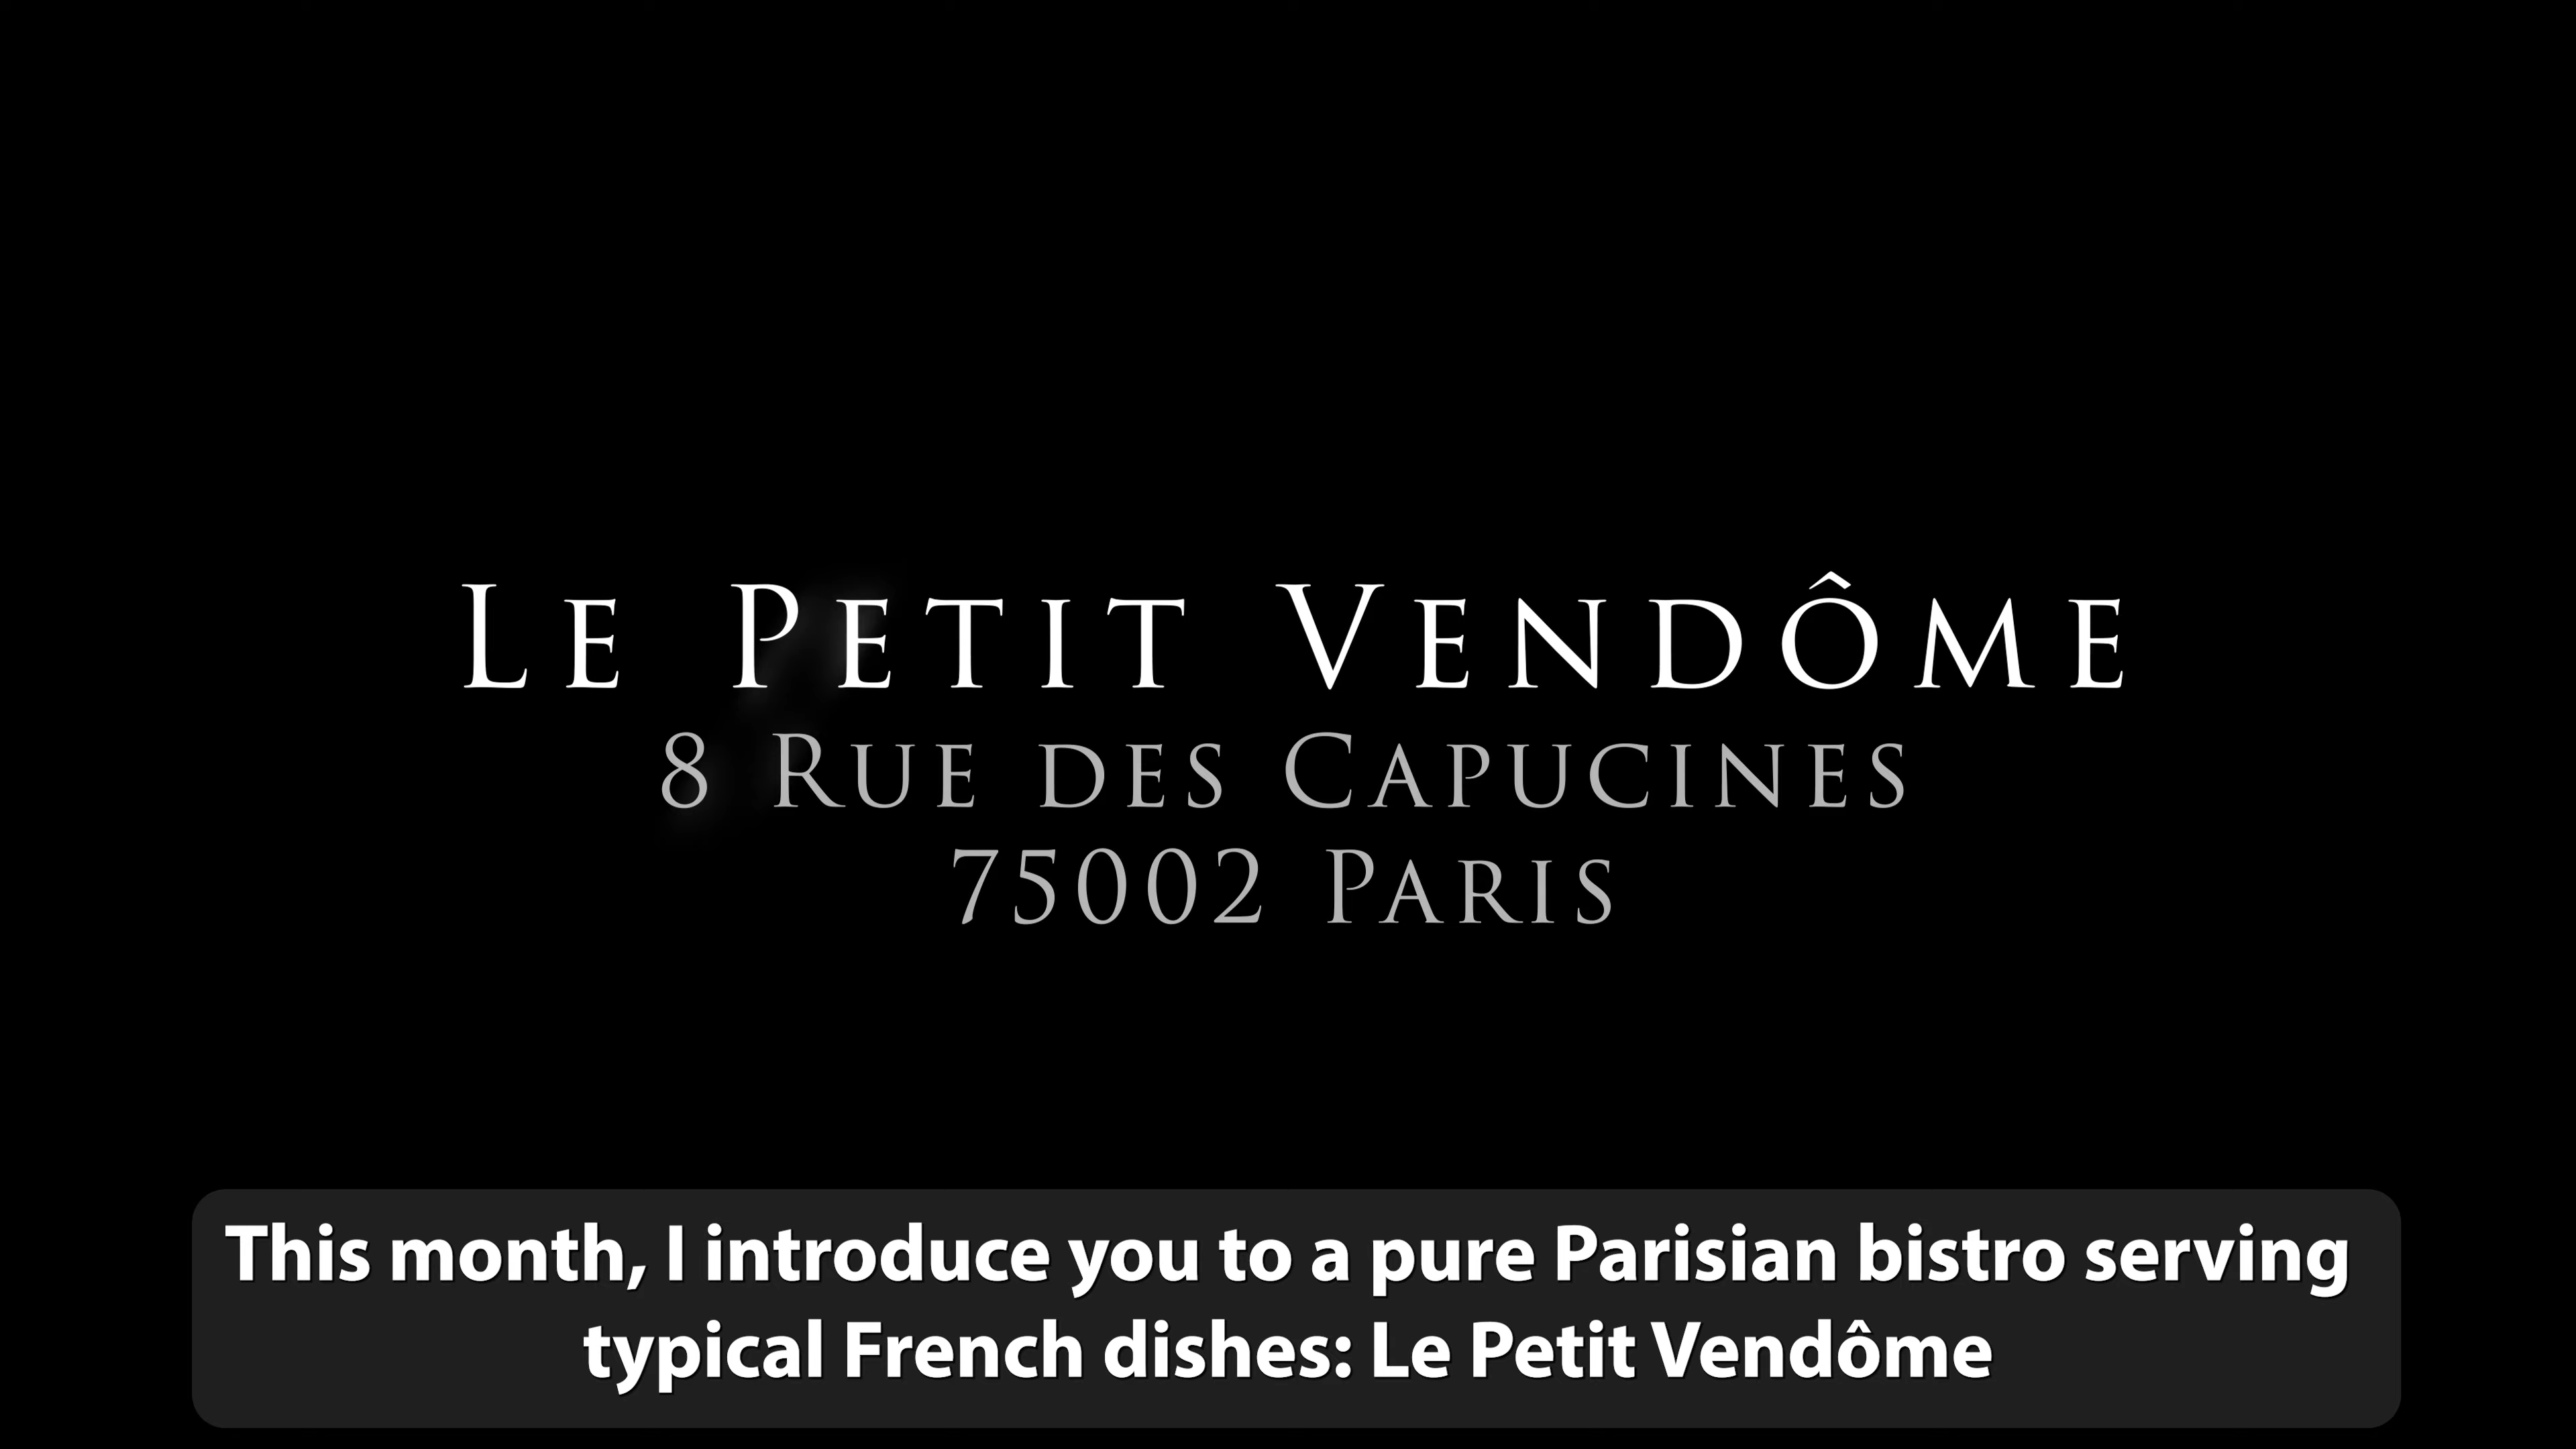 Le Petit Vendôme
8 Rue des Capucines
75002 Paris
This month, I introduce you to a pure Parisian bistro serving
typical French dishes: Le Petit Vendôme